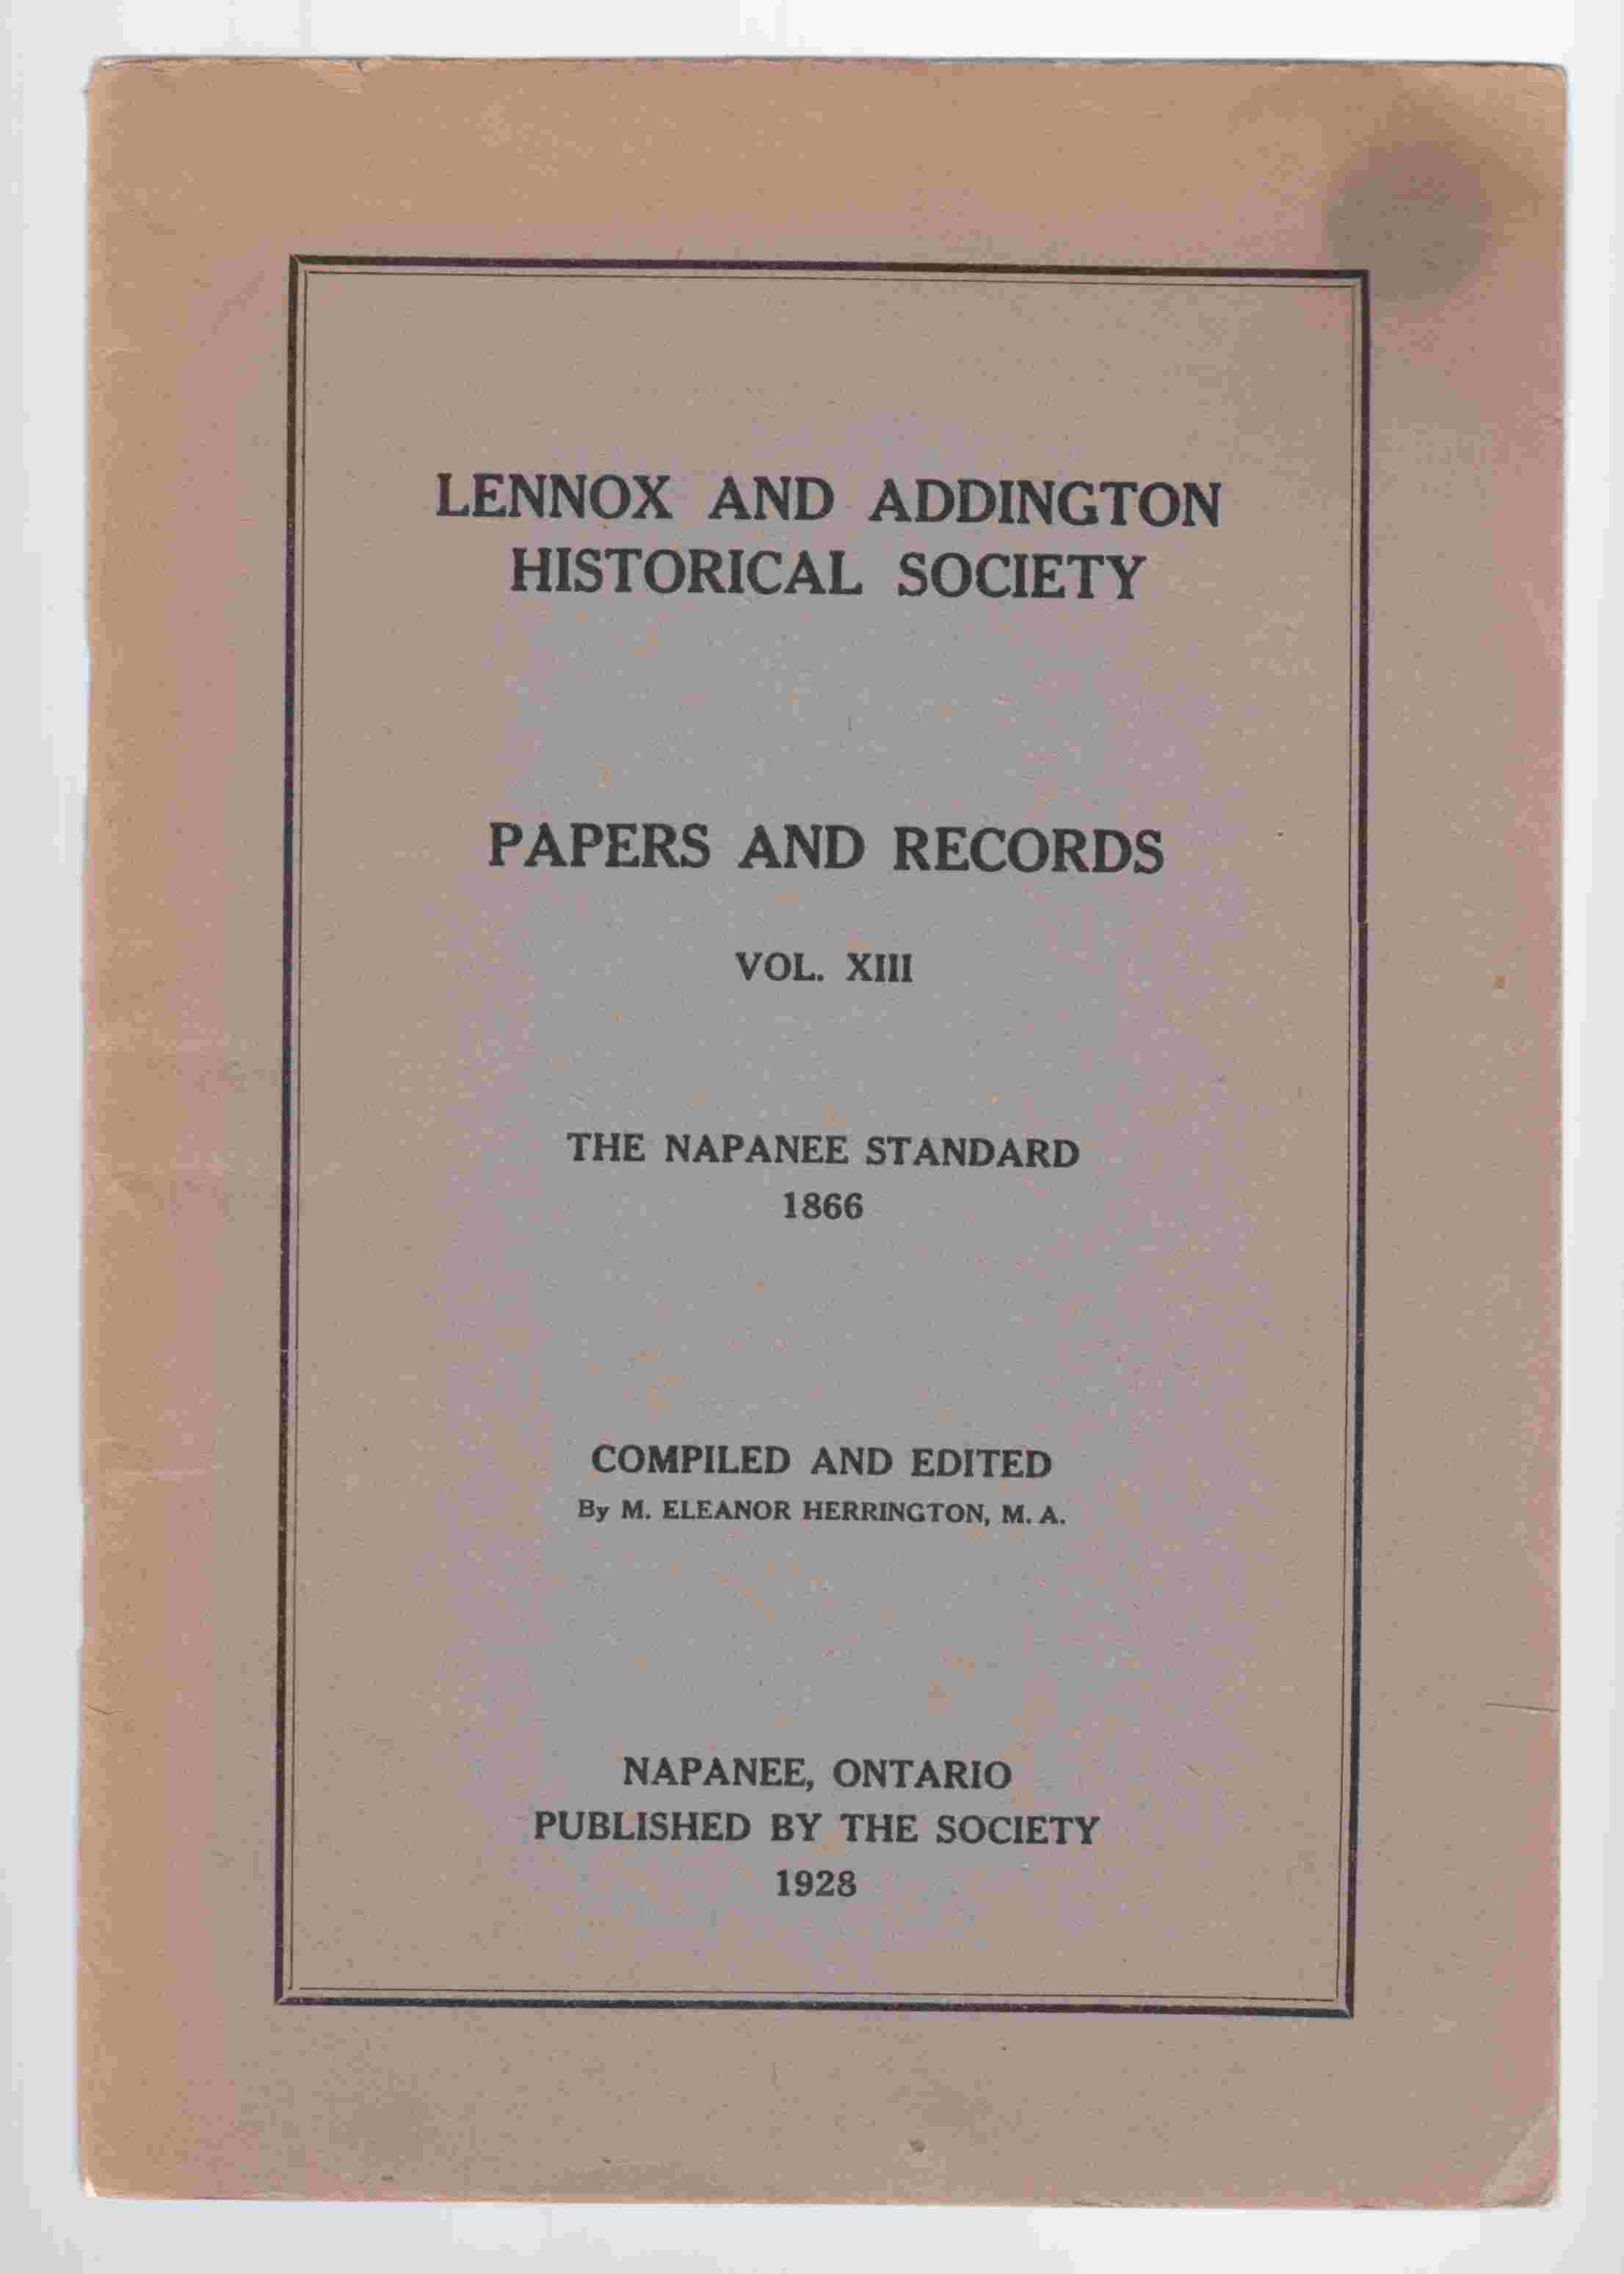 LENNOX AND ADDINGTON
HISTORICAL SOCIETY
PAPERS AND RECORDS
VOL. XIII
THE NAPANEE STANDARD
1866
COMPILED AND EDITED
By M. ELEANOR HERRINGTON, M. A.
NAPANEE, ONTARIO
PUBLISHED BY THE SOCIETY
1928